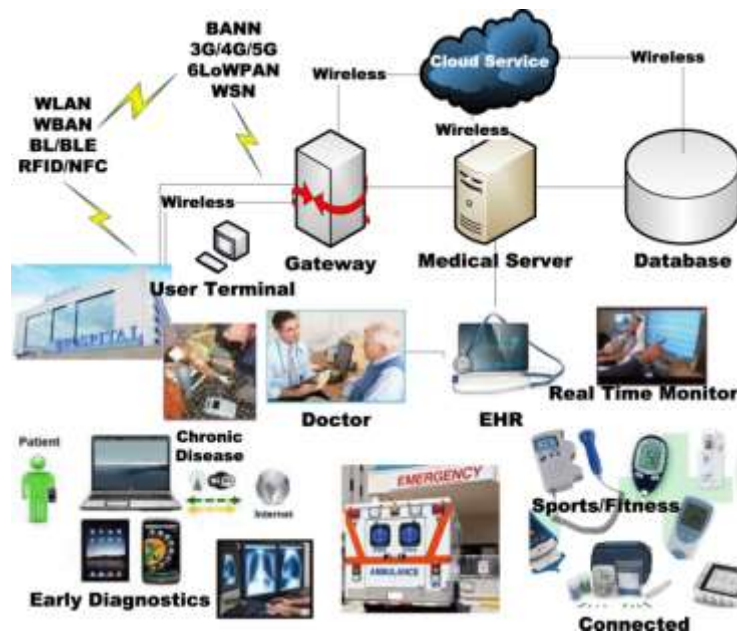 BANN
3G/4G/5G
6LoWPAN
WSN
WLAN
WBAN
BL/BLE
RFID/NFC
Cloud Service
Wireless
Wireless
Wireless
Wireless
Gateway
Medical Server
Database
User Terminal
HOSPITAL
Doctor
EHR
Real Time Monitor
Chronic
Disease
Patient
Internet
EMERGENCY
AMBULANCE
Sports/Fitness
Early Diagnostics
Connected